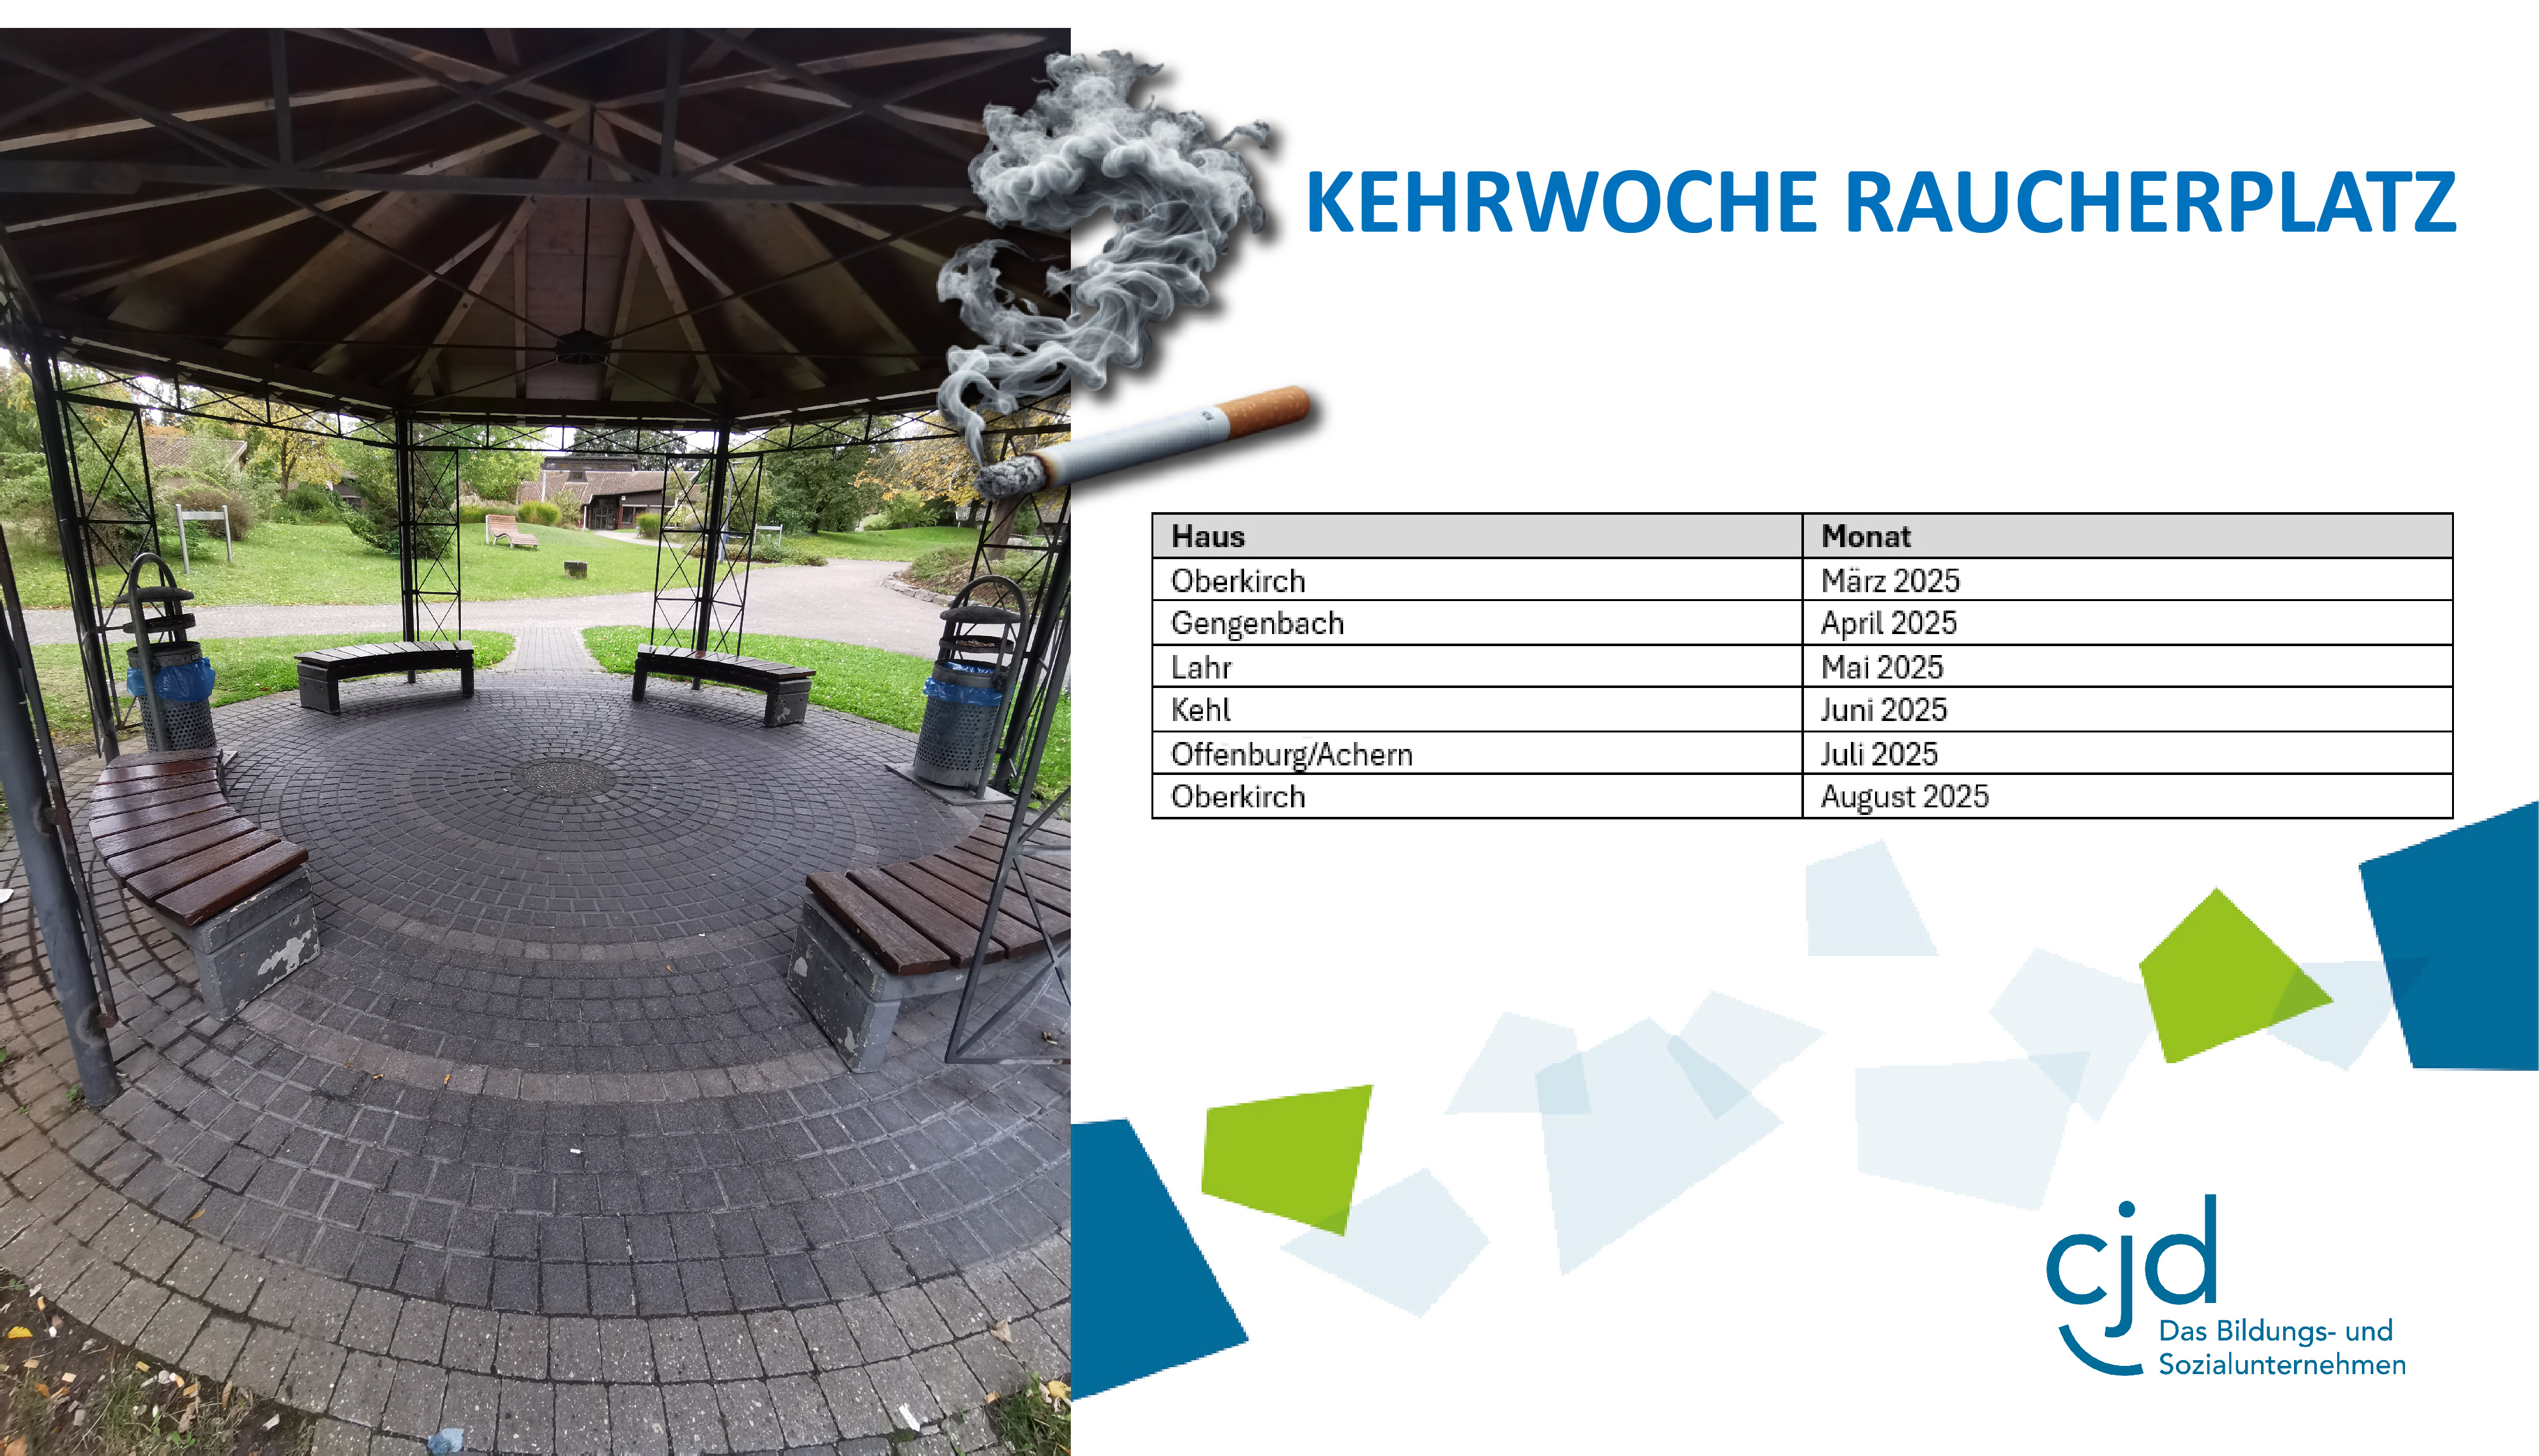 KEHRWOCHE RAUCHERPLATZ
Haus Monat
Oberkirch März 2025
Gengenbach April 2025
Lahr Mai 2025
Kehl Juni 2025
Offenburg/Achern Juli 2025
Oberkirch August 2025
cjd
Das Bildungs- und
Sozialunternehmen